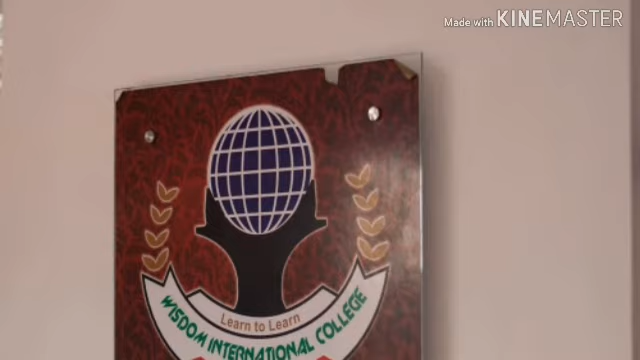 Made with KINEMASTER
Learn to Learn
WISDOM INTERNATIONAL COLLEGE